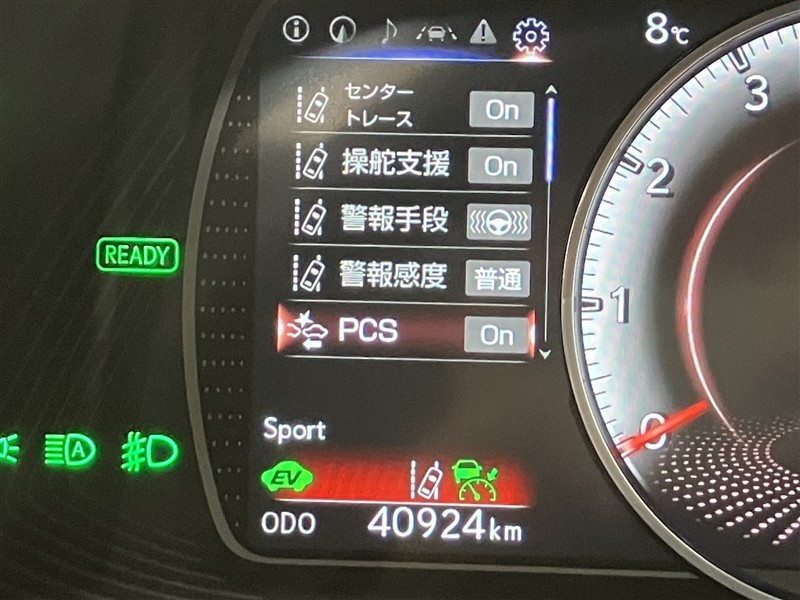 8℃
センター
トレース On
操舵支援 On
警報手段
警報感度 普通
PCS On
READY
3
2
1
0
A
Sport
EV
ODO 40924km